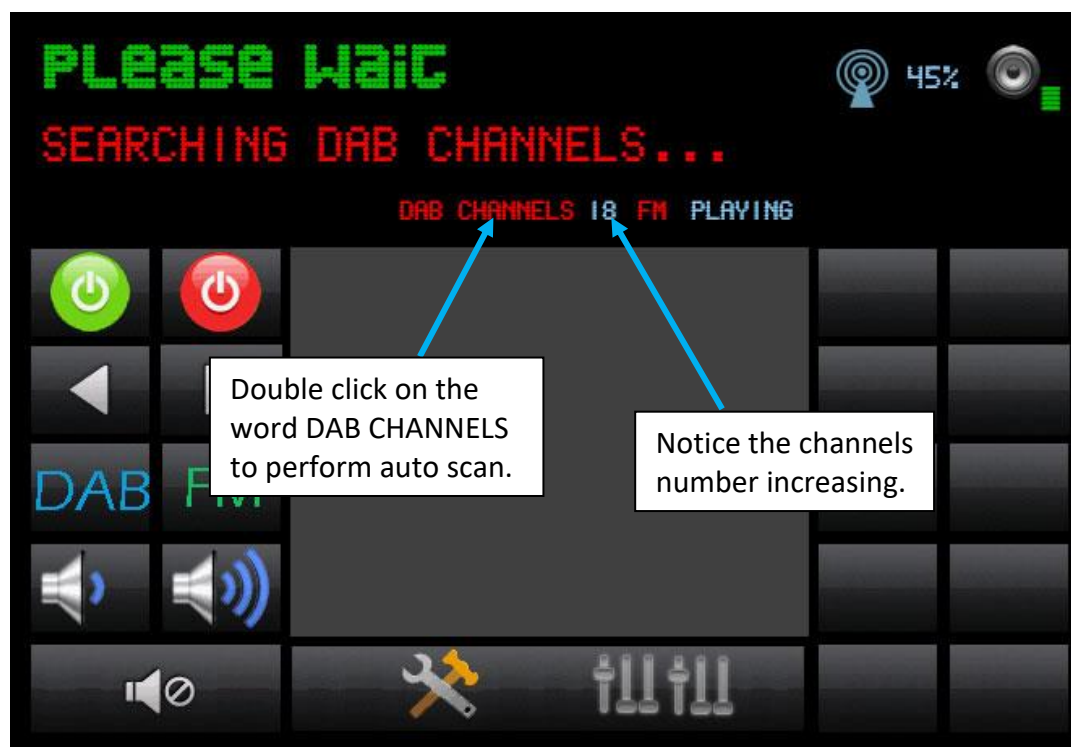 PLEASE WAIT
45%
SEARCHING DAB CHANNELS...
DAB CHANNELS 18 FM PLAYING
Double click on the
word DAB CHANNELS
to perform auto scan.
Notice the channels
number increasing.
DAB FM